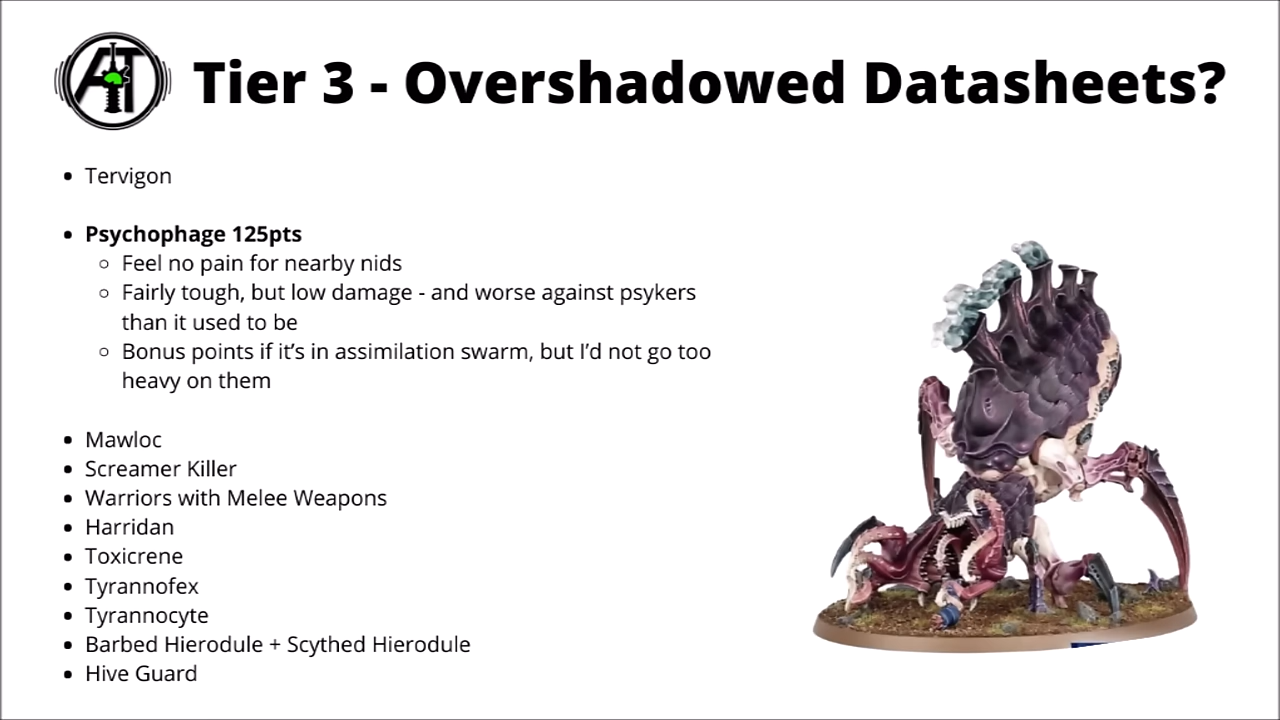 AT
Tier 3 - Overshadowed Datasheets?
• Tervigon
• Psychophage 125pts
○ Feel no pain for nearby nids
○ Fairly tough, but low damage - and worse against psykers
than it used to be
○ Bonus points if it’s in assimilation swarm, but I’d not go too
heavy on them
• Mawloc
• Screamer Killer
• Warriors with Melee Weapons
• Harridan
• Toxicrene
• Tyrannofex
• Tyrannocyte
• Barbed Hierodule + Scythed Hierodule
• Hive Guard